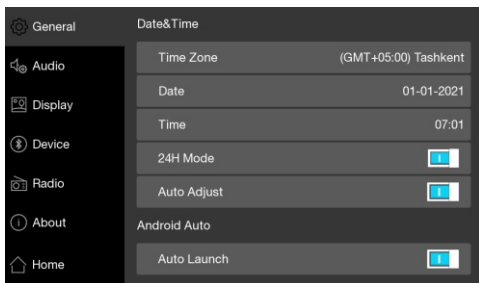 General
Audio
Display
Device
Radio
About
Home
Date&Time
Time Zone (GMT+05:00) Tashkent
Date 01-01-2021
Time 07:01
24H Mode
Auto Adjust
Android Auto
Auto Launch